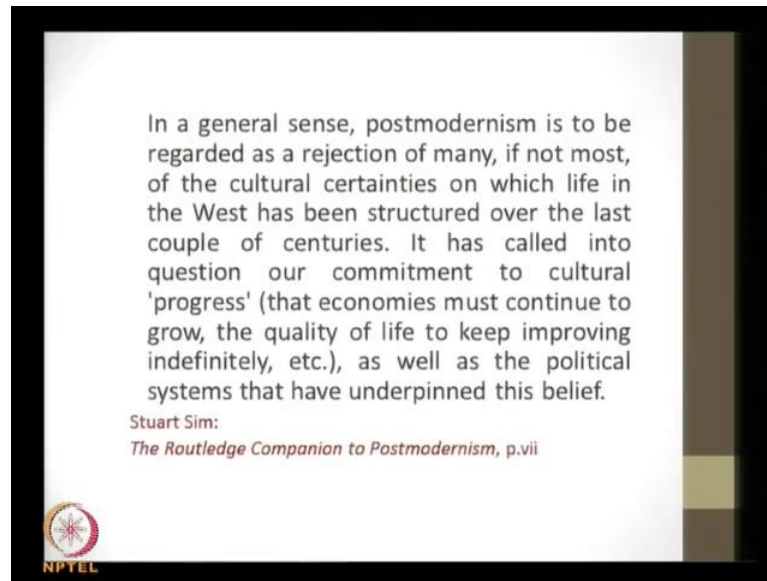 In a general sense, postmodernism is to be
regarded as a rejection of many, if not most,
of the cultural certainties on which life in
the West has been structured over the last
couple of centuries. It has called into
question our commitment to cultural
'progress' (that economies must continue to
grow, the quality of life to keep improving
indefinitely, etc.), as well as the political
systems that have underpinned this belief.
Stuart Sim:
The Routledge Companion to Postmodernism, p.vii
NPTEL